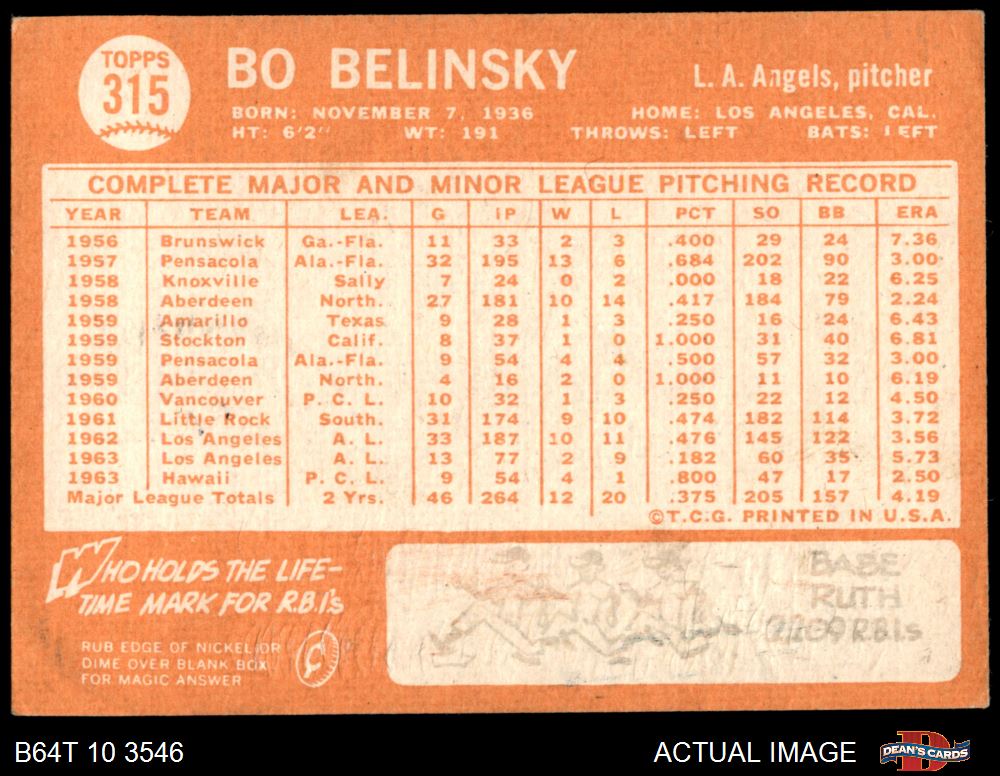 TOPPS
315
BO BELINSKY
L. A. Angels, pitcher
BORN: NOVEMBER 7, 1936 HOME: LOS ANGELES, CAL.
HT: 6'2" WT: 191 THROWS: LEFT BATS: LEFT
COMPLETE MAJOR AND MINOR LEAGUE PITCHING RECORD
YEAR TEAM LEA. G IP W L PCT SO BB ERA
1956 Brunswick Ga.-Fla. 11 33 2 3 .400 29 24 7.36
1957 Pensacola Ala.-Fla. 32 195 13 6 .684 202 90 3.00
1958 Knoxville Sally 7 24 0 2 .000 18 22 6.25
1958 Aberdeen North. 27 181 10 14 .417 184 79 2.24
1959 Amarillo Texas 9 28 1 3 .250 16 24 6.43
1959 Stockton Calif. 8 37 1 0 1.000 31 40 6.81
1959 Pensacola Ala.-Fla. 9 54 4 4 .500 57 32 3.00
1959 Aberdeen North. 4 16 2 0 1.000 11 10 6.19
1960 Vancouver P. C. L. 10 32 1 3 .250 22 12 4.50
1961 Little Rock South. 31 174 9 10 .474 182 114 3.72
1962 Los Angeles A. L. 33 187 10 11 .476 145 122 3.56
1963 Los Angeles A. L. 13 77 2 9 .182 60 35 5.73
1963 Hawaii P. C. L. 9 54 4 1 .800 47 17 2.50
Major League Totals 2 Yrs. 46 264 12 20 .375 205 157 4.19
©T.C.G. PRINTED IN U.S.A.
WHO HOLDS THE LIFE-
TIME MARK FOR R.B.I's
RUB EDGE OF NICKEL OR
DIME OVER BLANK BOX
FOR MAGIC ANSWER
BABE
RUTH
R.B.I.s
B64T 10 3546
ACTUAL IMAGE
DEAN'S CARDS